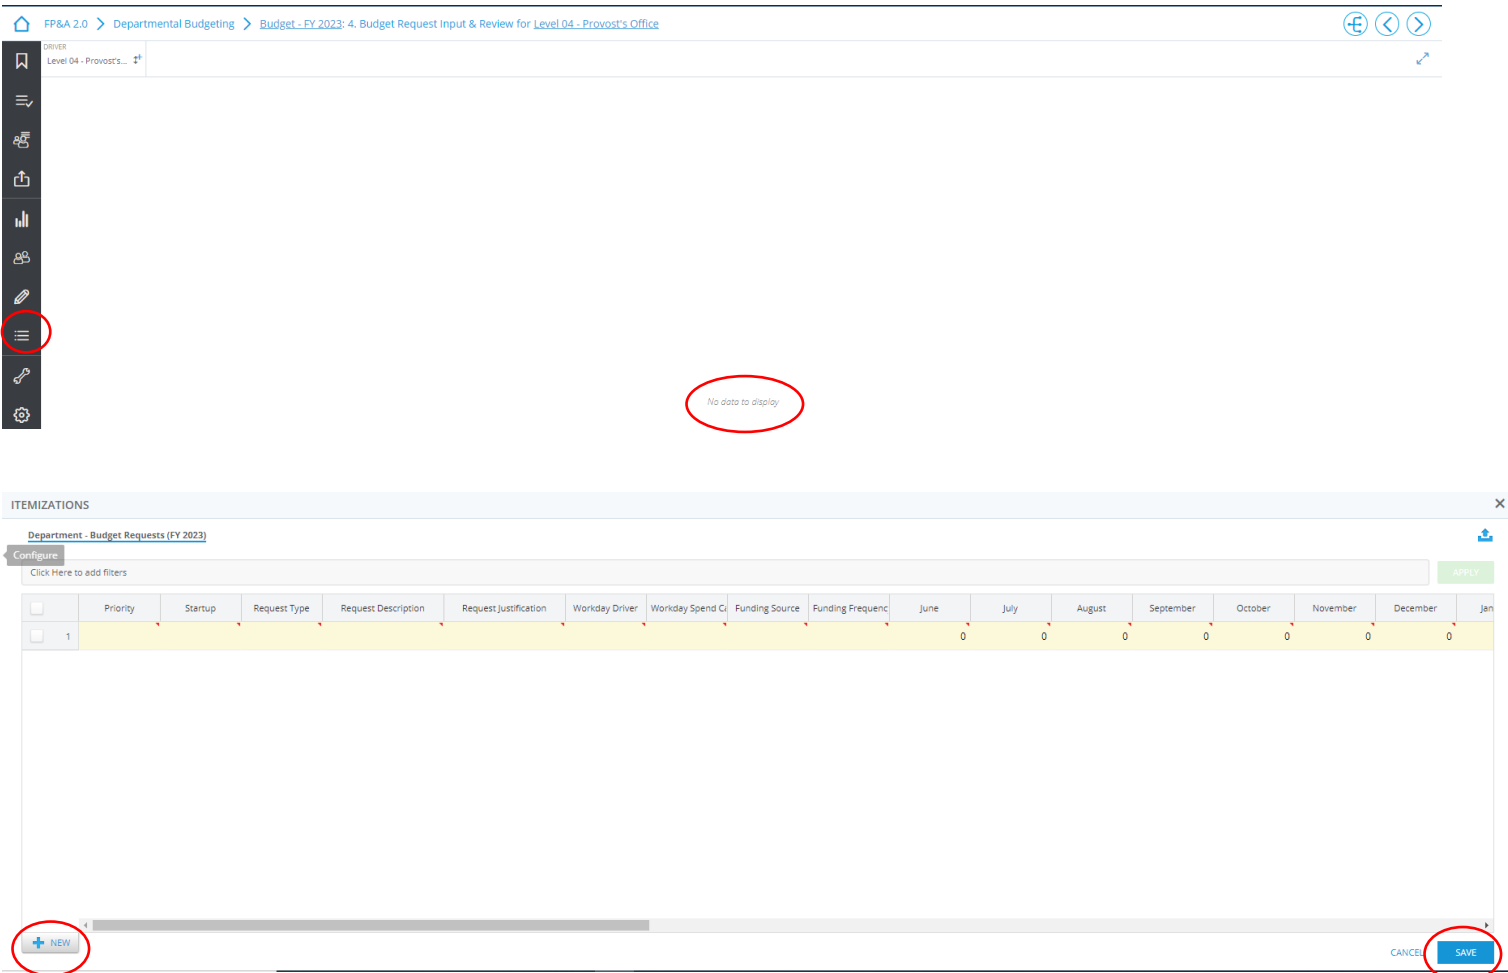 FP&A 2.0 > Departmental Budgeting > Budget - FY 2023: 4. Budget Request Input & Review for Level 04 - Provost's Office
DRIVER
Level 04 - Provost's...
No data to display
ITEMIZATIONS
Department - Budget Requests (FY 2023)
Configure
Click Here to add filters APPLY
Priority Startup Request Type Request Description Request Justification Workday Driver Workday Spend Ca Funding Source Funding Frequenc June July August September October November December Jan
1 0 0 0 0 0 0 0
NEW
CANCEL SAVE